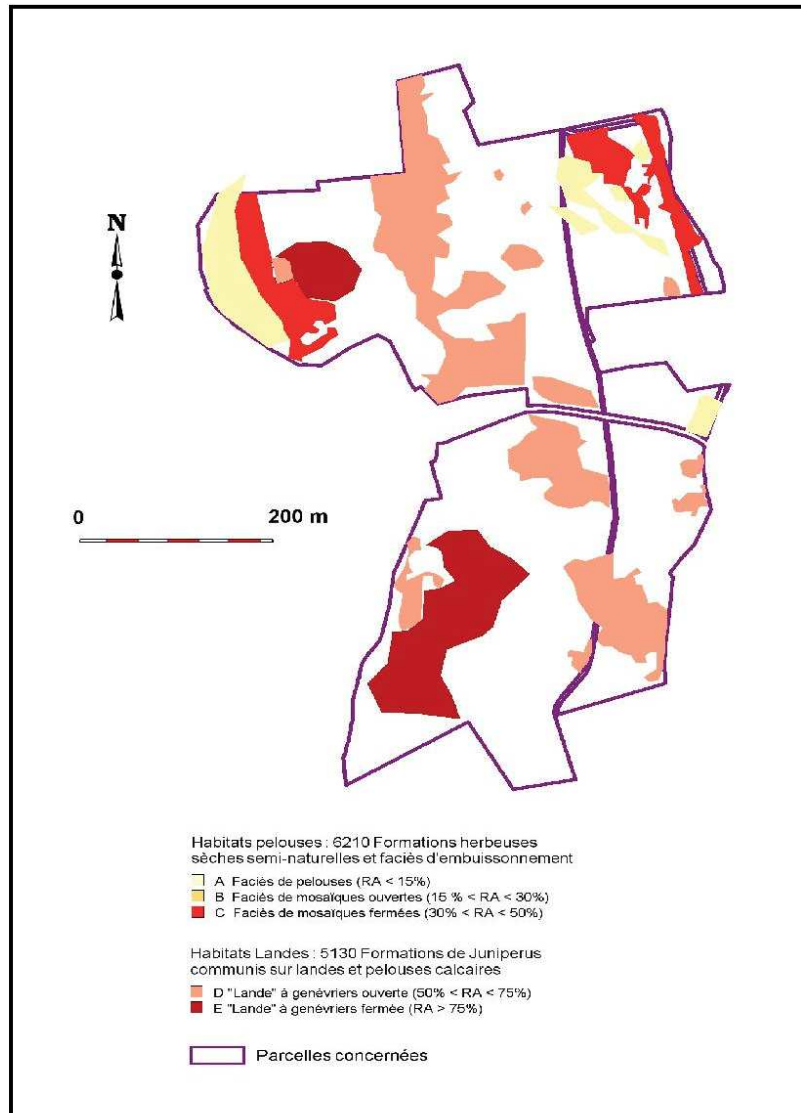 N
0 200 m
Habitats pelouses : 6210 Formations herbeuses
sèches semi-naturelles et faciès d'embuissonnement
A Faciès de pelouses (RA < 15%)
B Faciès de mosaïques ouvertes (15 % < RA < 30%)
C Faciès de mosaïques fermées (30% < RA < 50%)
Habitats Landes : 5130 Formations de Juniperus
communis sur landes et pelouses calcaires
D "Lande" à genévriers ouverte (50% < RA < 75%)
E "Lande" à genévriers fermée (RA > 75%)
Parcelles concernées